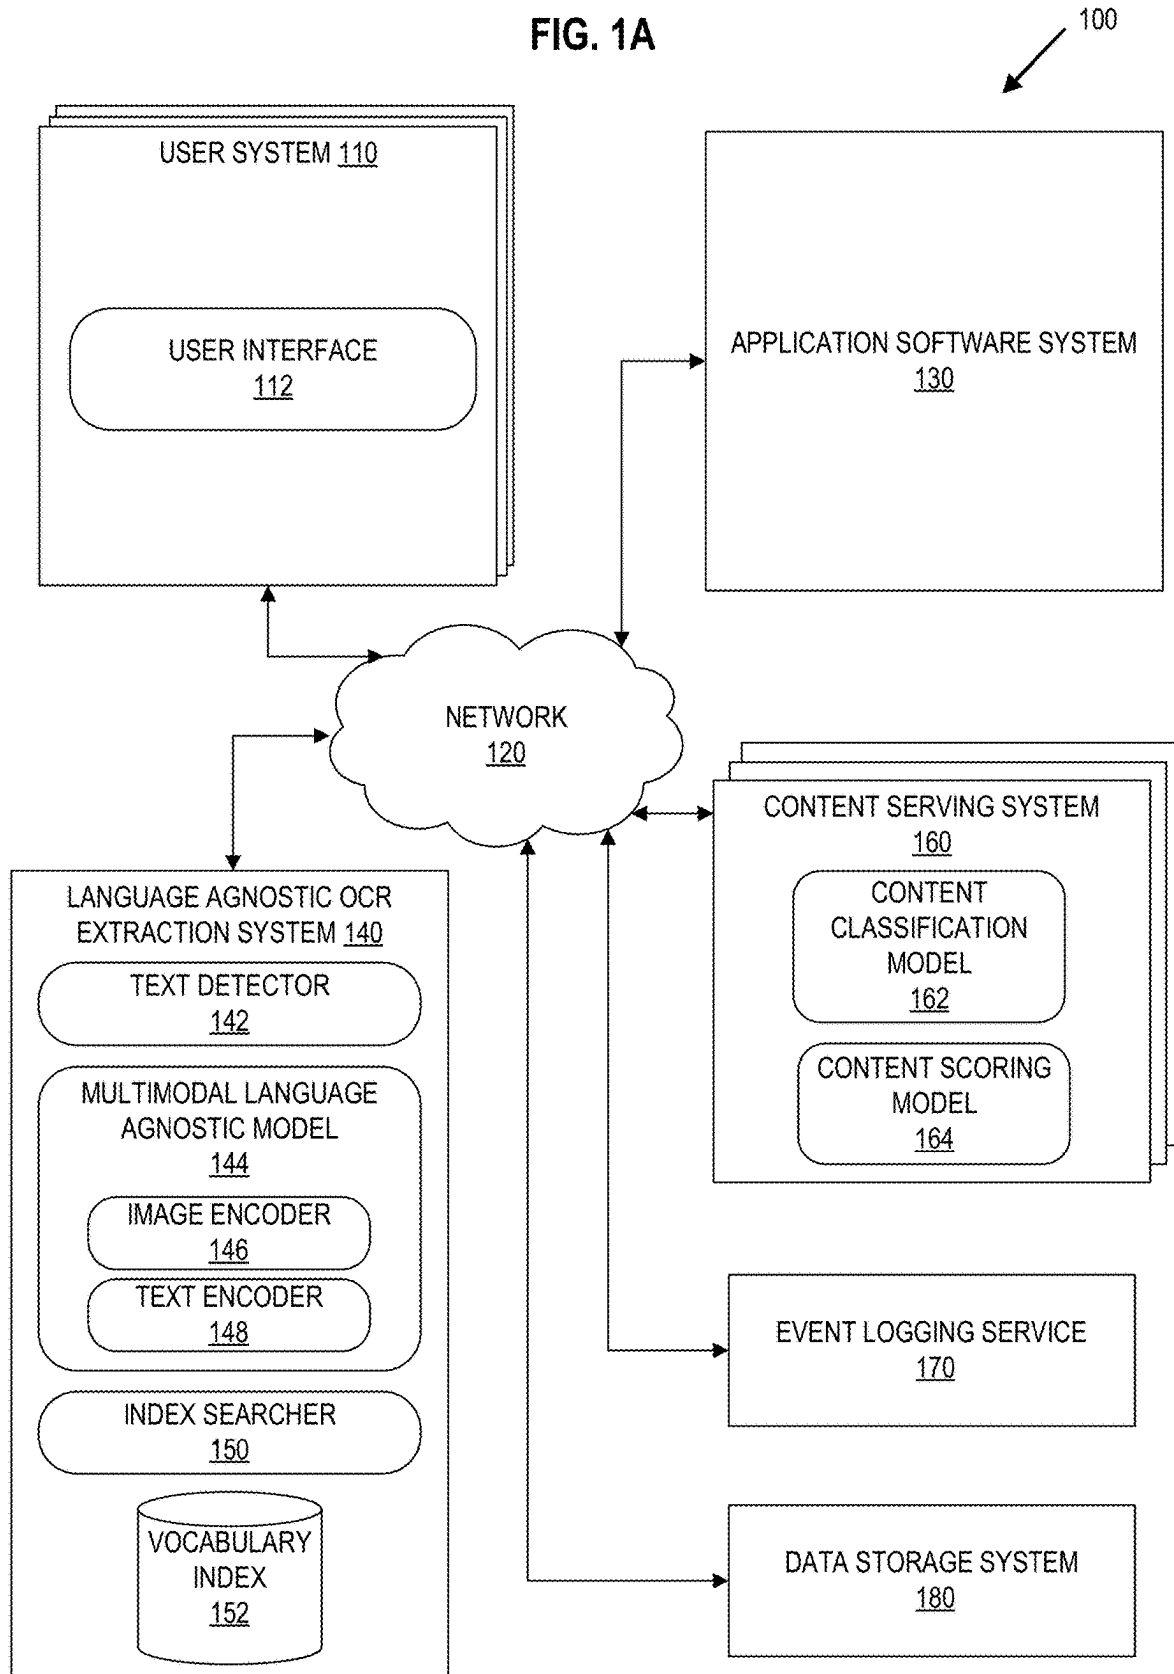 FIG. 1A
100
USER SYSTEM 110
USER INTERFACE
112
APPLICATION SOFTWARE SYSTEM
130
NETWORK
120
LANGUAGE AGNOSTIC OCR
EXTRACTION SYSTEM 140
TEXT DETECTOR
142
MULTIMODAL LANGUAGE
AGNOSTIC MODEL
144
IMAGE ENCODER
146
TEXT ENCODER
148
INDEX SEARCHER
150
VOCABULARY
INDEX
152
CONTENT SERVING SYSTEM
160
CONTENT
CLASSIFICATION
MODEL
162
CONTENT SCORING
MODEL
164
EVENT LOGGING SERVICE
170
DATA STORAGE SYSTEM
180